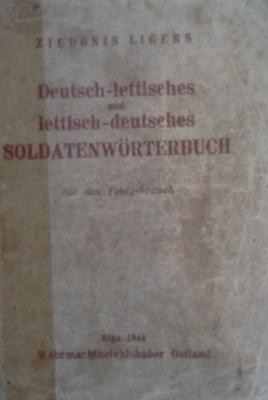 ZIEDONIS LIGERS
Deutsch-lettisches
und
lettisch-deutsches
SOLDATENWÖRTERBUCH
für den Feldgebrauch
Riga 1944
Wehrmachtbefehlshaber Ostland